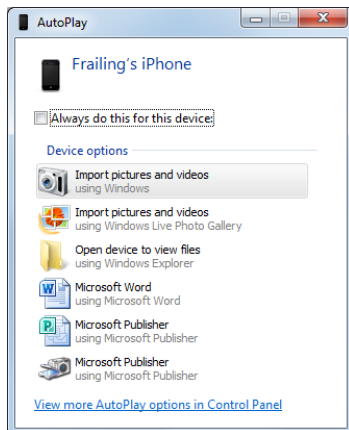 AutoPlay
Frailing's iPhone
Always do this for this device:
Device options
Import pictures and videos
using Windows
Import pictures and videos
using Windows Live Photo Gallery
Open device to view files
using Windows Explorer
Microsoft Word
using Microsoft Word
Microsoft Publisher
using Microsoft Publisher
Microsoft Publisher
using Microsoft Publisher
View more AutoPlay options in Control Panel